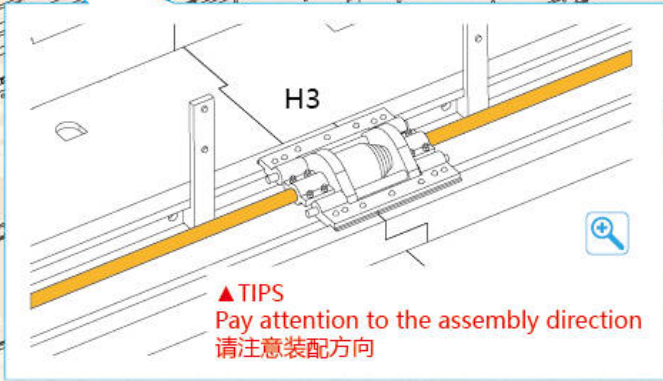 H3
▲TIPS
Pay attention to the assembly direction
请注意装配方向